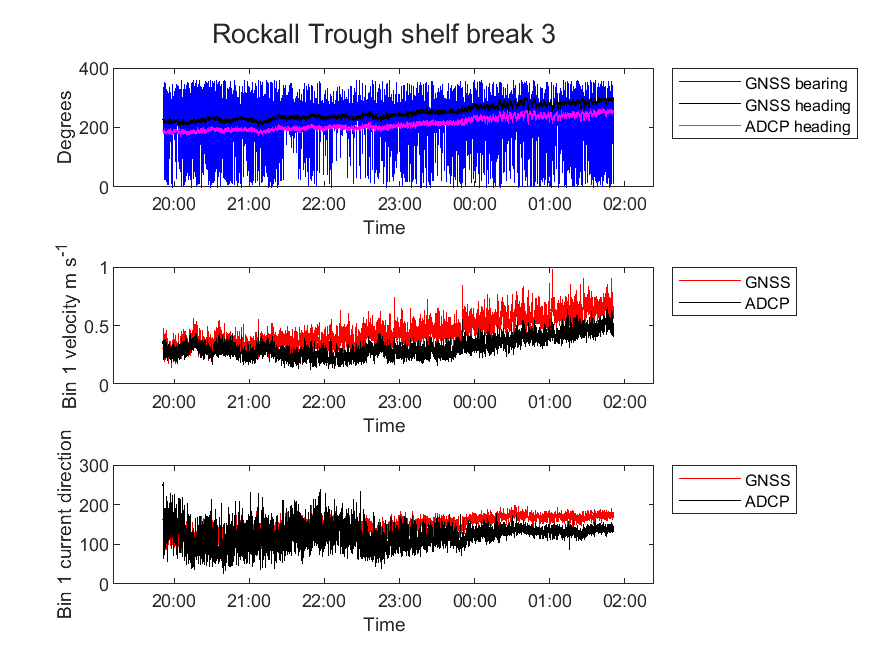 Rockall Trough shelf break 3
Degrees
400
200
0
20:00 21:00 22:00 23:00 00:00 01:00 02:00
Time
GNSS bearing
GNSS heading
ADCP heading
Bin 1 velocity m s-1
1
0.5
0
20:00 21:00 22:00 23:00 00:00 01:00 02:00
Time
GNSS
ADCP
Bin 1 current direction
300
200
100
0
20:00 21:00 22:00 23:00 00:00 01:00 02:00
Time
GNSS
ADCP